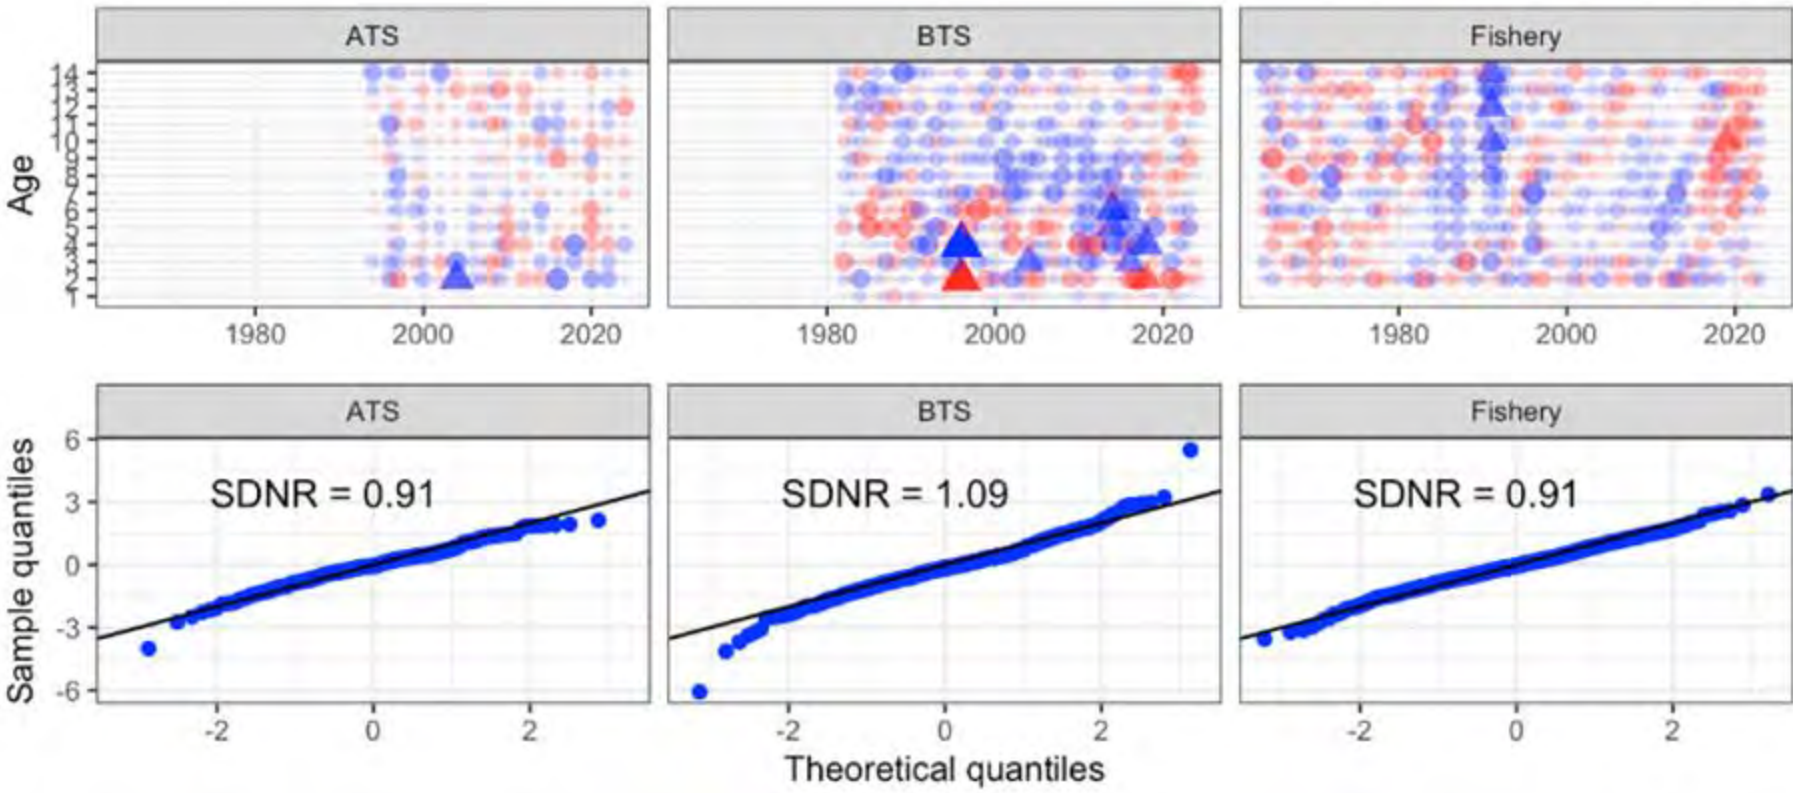 ATS BTS Fishery
Age
14
13
12
11
10
9
8
7
6
5
4
3
2
1
1980 2000 2020 1980 2000 2020 1980 2000 2020
ATS BTS Fishery
Sample quantiles
6
3
0
-3
-6
SDNR = 0.91 SDNR = 1.09 SDNR = 0.91
-2 0 2 -2 0 2 -2 0 2
Theoretical quantiles